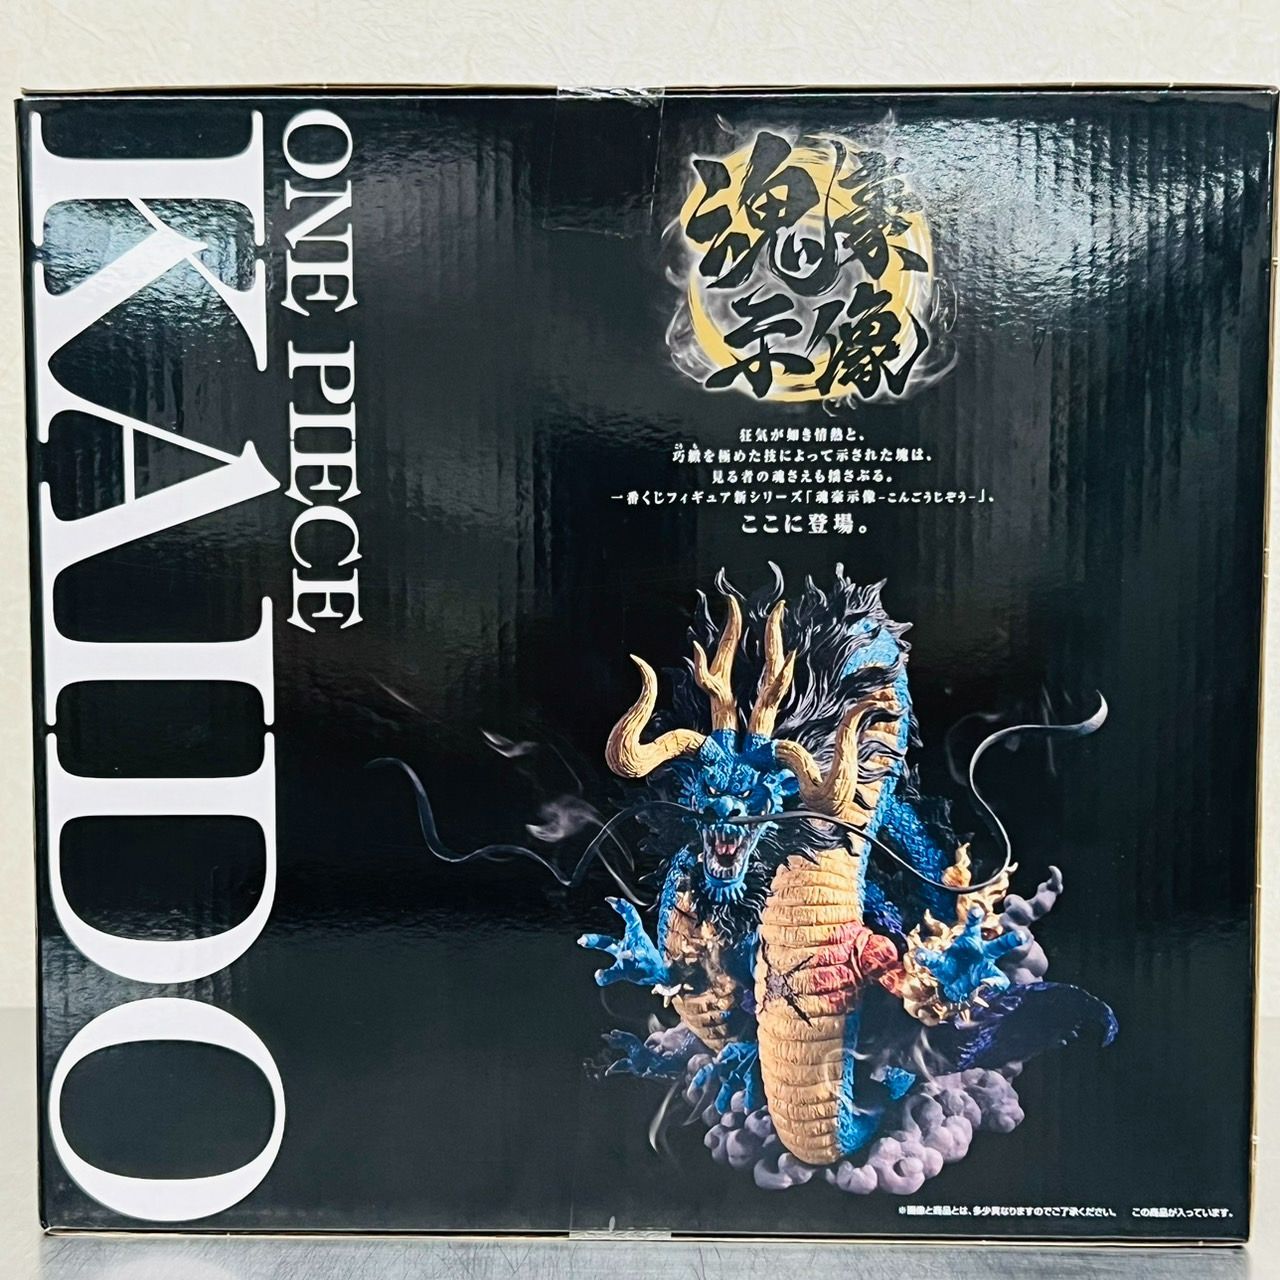 ONE PIECE
KAIDO
魂豪
示像
狂気が如き情熱と、
こうち
巧緻を極めた技によって示された塊は、
見る者の魂さえも揺さぶる。
一番くじフィギュア新シリーズ「魂豪示像-こんごうじぞう-」、
ここに登場。
※画像と商品とは、多少異なりますのでご了承ください。 この商品が入っています。